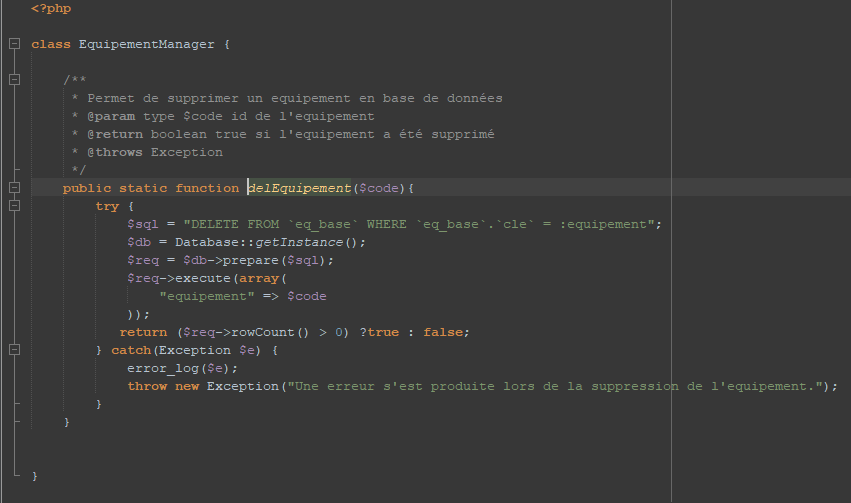 <?php
class EquipementManager {
/**
* Permet de supprimer un equipement en base de données
* @param type $code id de l'equipement
* @return boolean true si l'equipement a été supprimé
* @throws Exception
*/
public static function delEquipement($code){
try {
$sql = "DELETE FROM `eq_base` WHERE `eq_base`.`cle` = :equipement";
$db = Database::getInstance();
$req = $db->prepare($sql);
$req->execute(array(
"equipement" => $code
));
return ($req->rowCount() > 0) ?true : false;
} catch(Exception $e) {
error_log($e);
throw new Exception("Une erreur s'est produite lors de la suppression de l'equipement.");
}
}
}